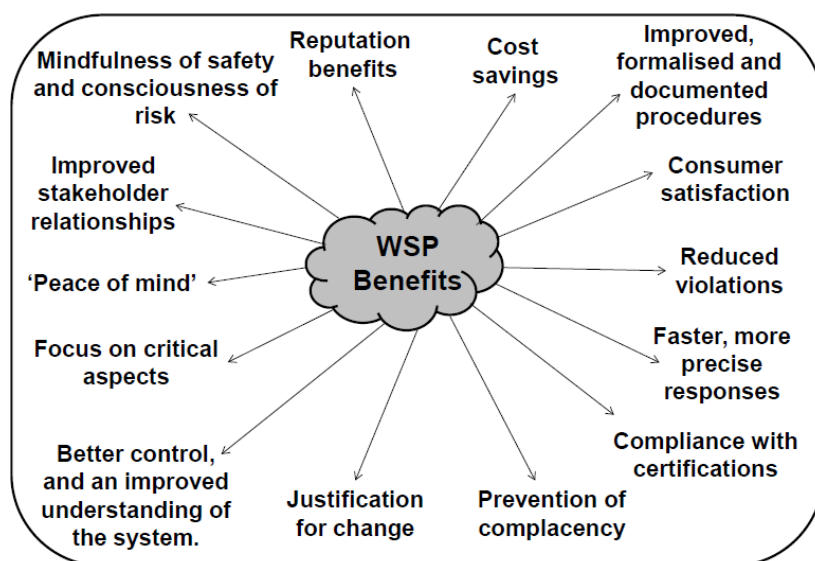 Mindfulness of safety
and consciousness of
risk
Reputation
benefits
Cost
savings
Improved,
formalised and
documented
procedures
Improved
stakeholder
relationships
Consumer
satisfaction
WSP
Benefits
'Peace of mind'
Reduced
violations
Focus on critical
aspects
Faster, more
precise
responses
Better control,
and an improved
understanding of
the system.
Justification
for change
Prevention of
complacency
Compliance with
certifications